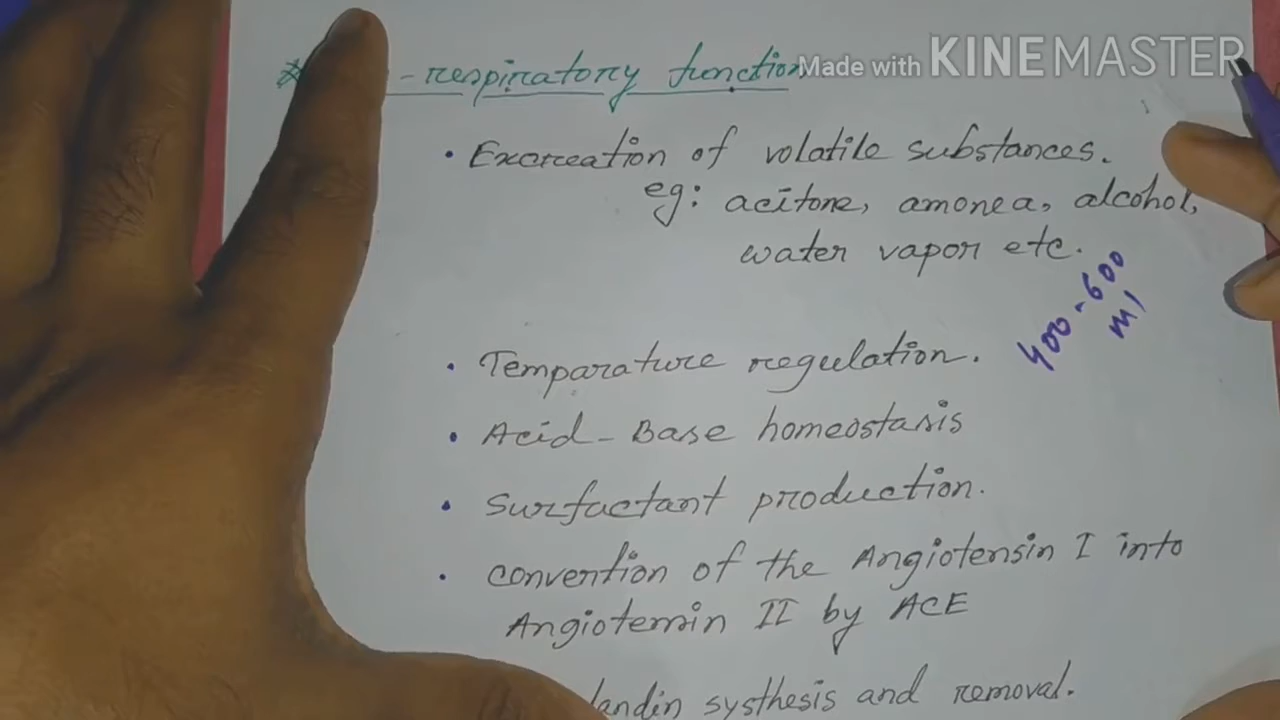 - respiratory function
Made with KINEMASTER
• Excreation of volatile substances.
eg: acitone, amonea, alcohol,
water vapor etc.
400-600
ml
• Temparature regulation.
• Acid-Base homeostasis
• Surfactant production.
• convention of the Angiotensin I into
Angiotemin II by ACE
landin systhesis and removal.